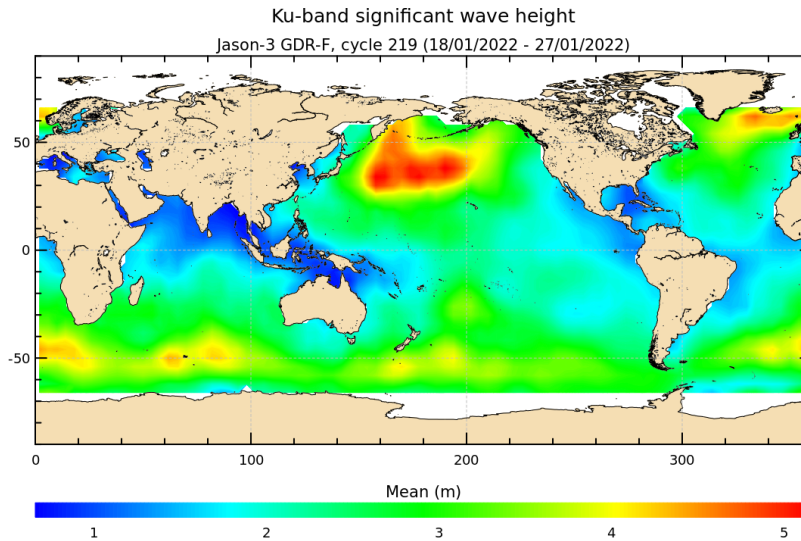 Ku-band significant wave height
Jason-3 GDR-F, cycle 219 (18/01/2022 - 27/01/2022)
50
0
-50
0 100 200 300
Mean (m)
1 2 3 4 5